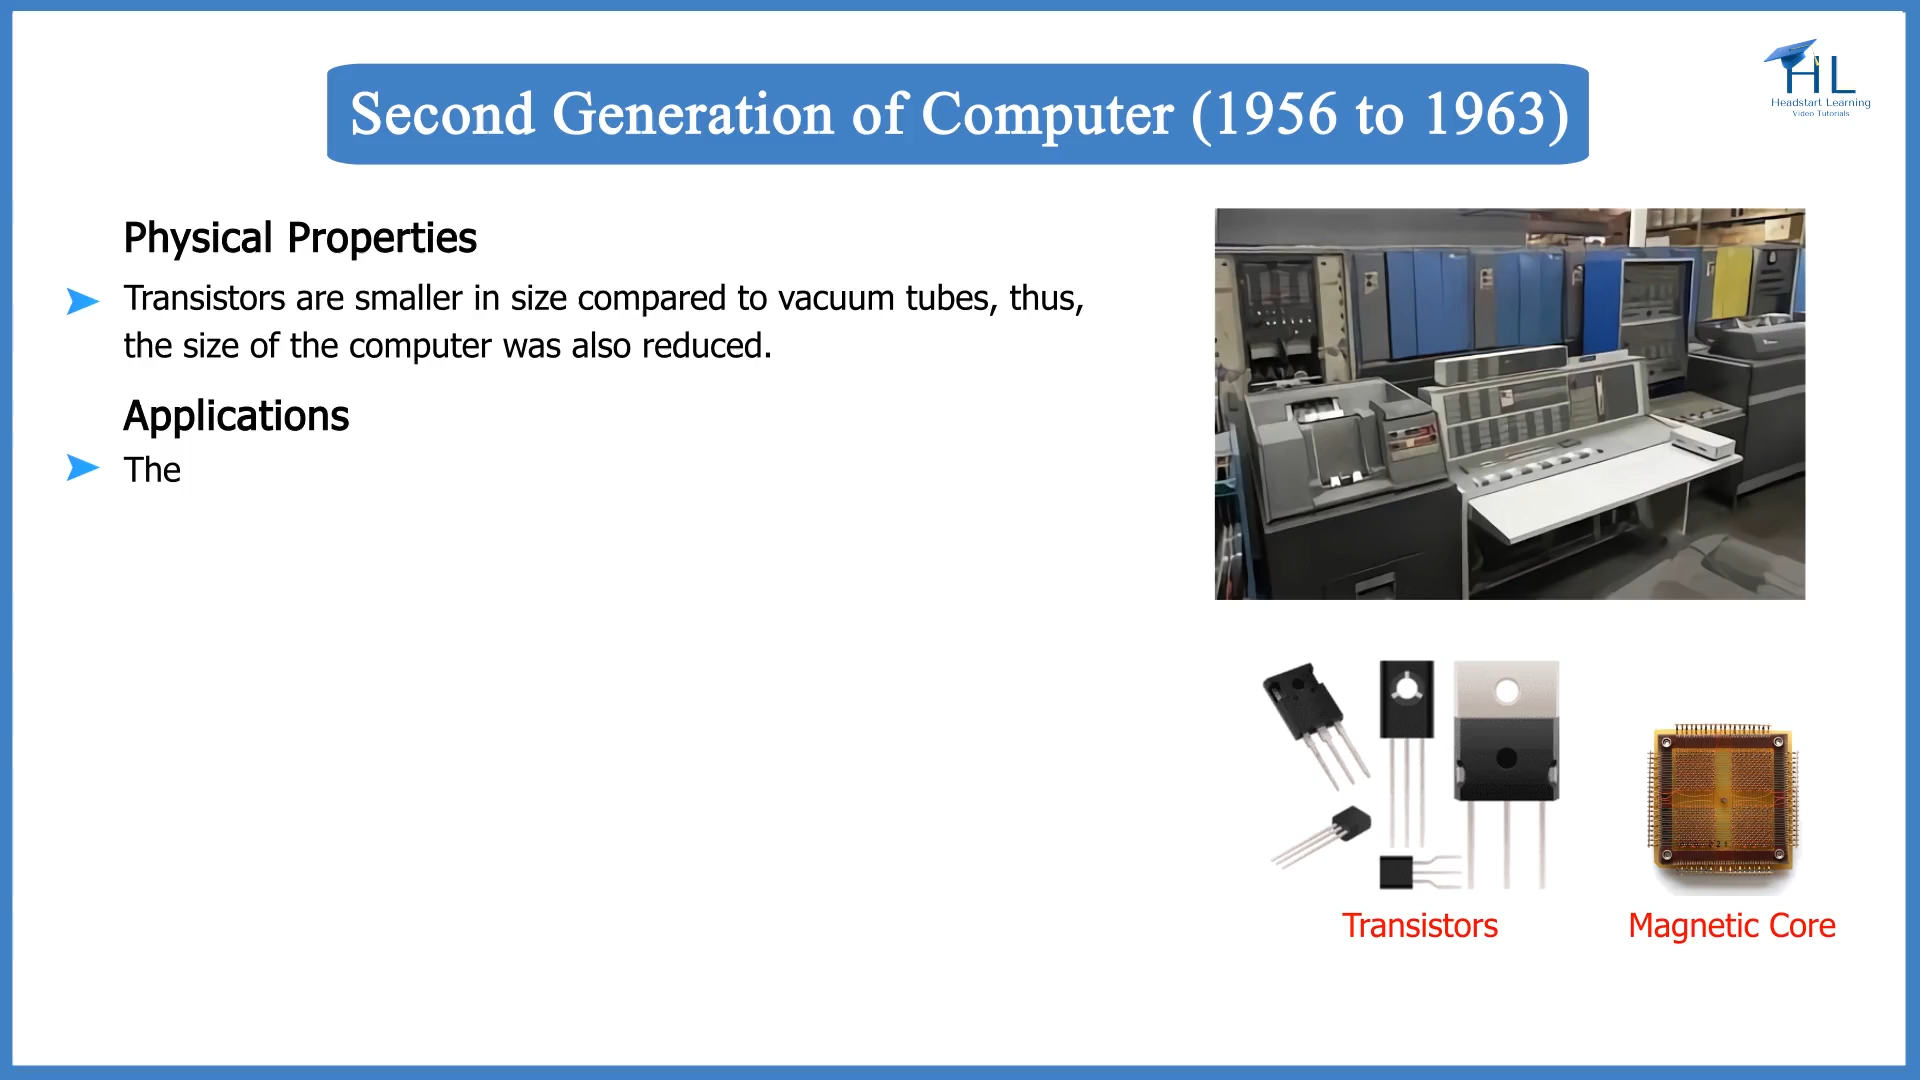 Second Generation of Computer (1956 to 1963)
HL
Headstart Learning
Video Tutorials
Physical Properties
Transistors are smaller in size compared to vacuum tubes, thus,
the size of the computer was also reduced.
Applications
The
Transistors
Magnetic Core